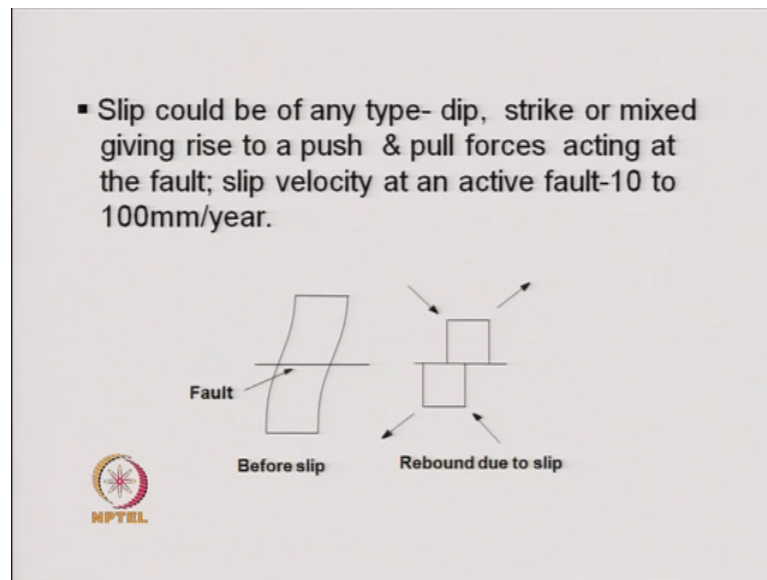 ▪ Slip could be of any type- dip, strike or mixed
giving rise to a push & pull forces acting at
the fault; slip velocity at an active fault-10 to
100mm/year.
Fault
Before slip
Rebound due to slip
NPTEL